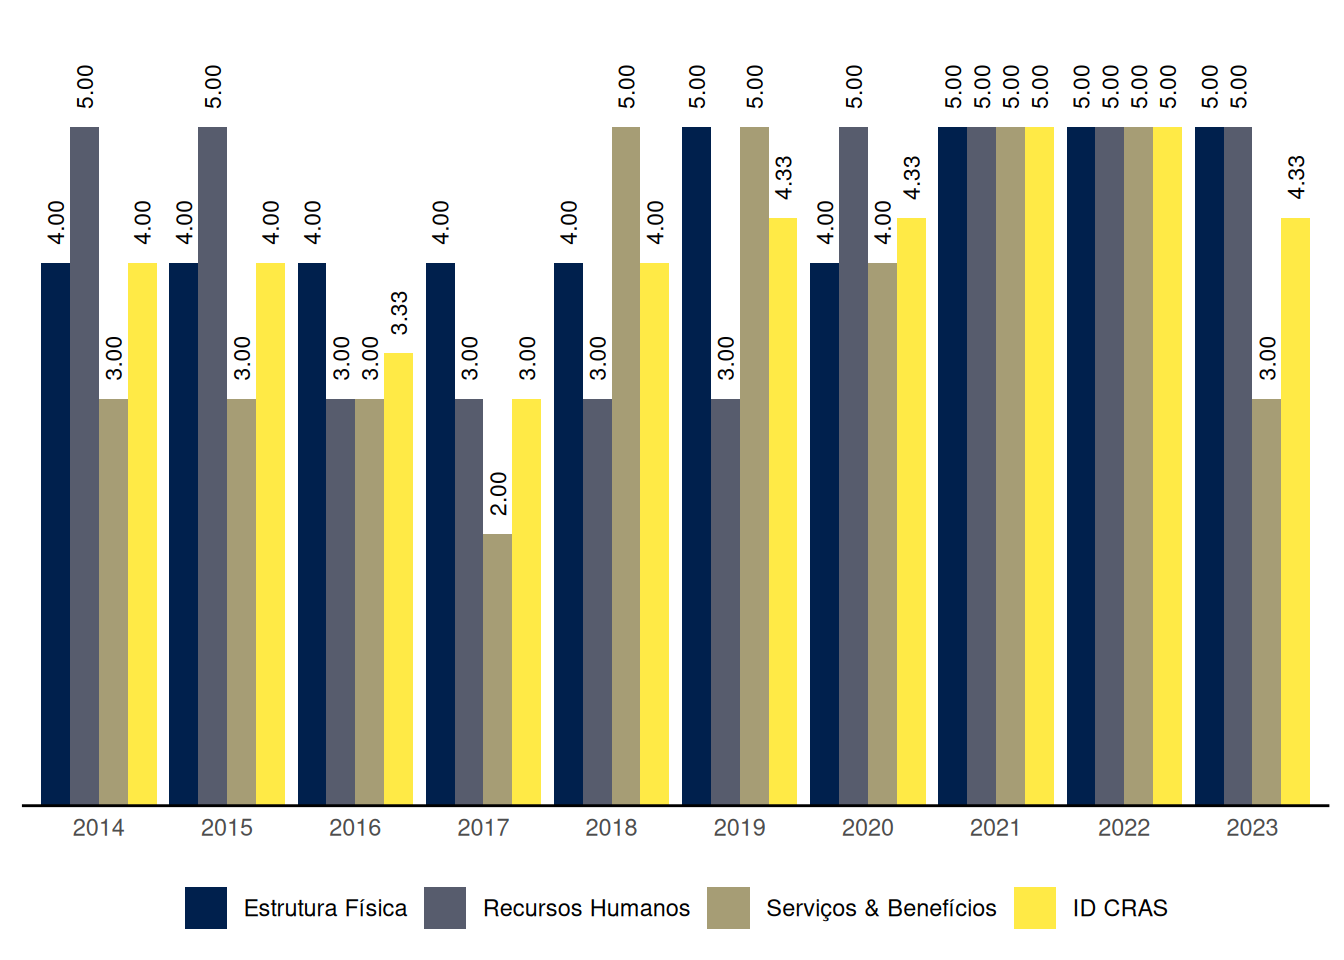 5.00 5.00 5.00 5.00 5.00 5.00 5.00 5.00 5.00 5.00 5.00 5.00 5.00 5.00 5.00 5.00
4.33 4.33 4.33
4.00 4.00 4.00 4.00 4.00 4.00 4.00 4.00 4.00 4.00
3.33
3.00 3.00 3.00 3.00 3.00 3.00 3.00 3.00 3.00
2.00
2014 2015 2016 2017 2018 2019 2020 2021 2022 2023
Estrutura Física Recursos Humanos Serviços & Benefícios ID CRAS